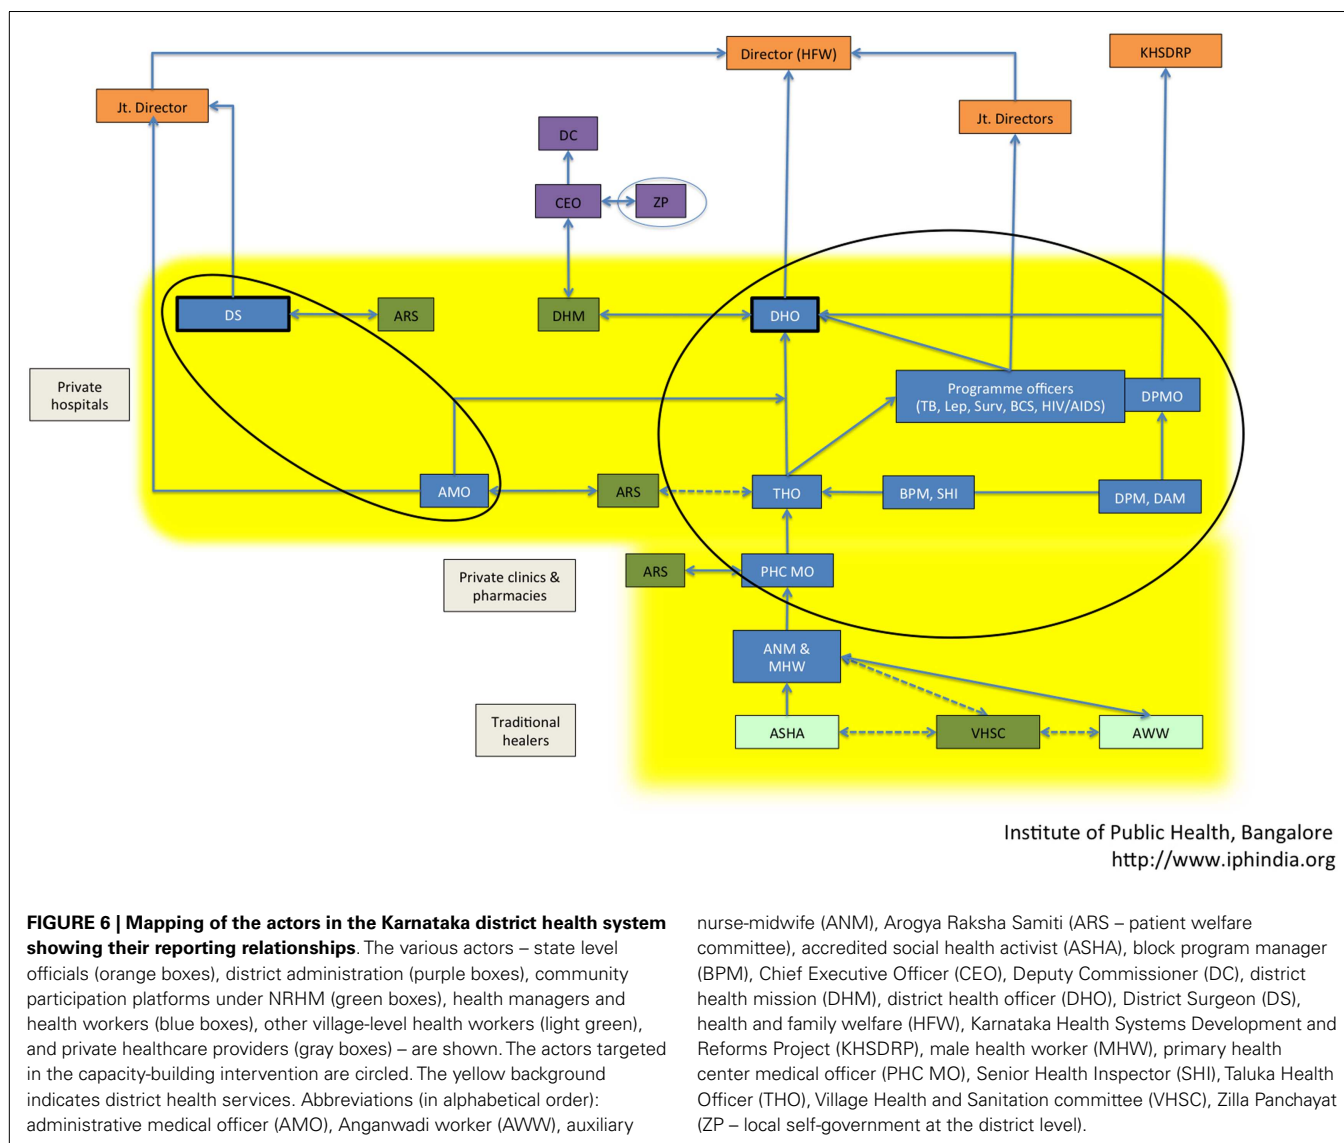 Director (HFW)
KHSDRP
Jt. Director
Jt. Directors
DC
CEO
ZP
DS
ARS
DHM
DHO
Private
hospitals
Programme officers
(TB, Lep, Surv, BCS, HIV/AIDS)
DPMO
AMO
ARS
THO
BPM, SHI
DPM, DAM
Private clinics &
pharmacies
ARS
PHC MO
ANM &
MHW
Traditional
healers
ASHA
VHSC
AWW
Institute of Public Health, Bangalore
http://www.iphindia.org
FIGURE 6 | Mapping of the actors in the Karnataka district health system
showing their reporting relationships. The various actors – state level
officials (orange boxes), district administration (purple boxes), community
participation platforms under NRHM (green boxes), health managers and
health workers (blue boxes), other village-level health workers (light green),
and private healthcare providers (gray boxes) – are shown. The actors targeted
in the capacity-building intervention are circled. The yellow background
indicates district health services. Abbreviations (in alphabetical order):
administrative medical officer (AMO), Anganwadi worker (AWW), auxiliary
nurse-midwife (ANM), Arogya Raksha Samiti (ARS – patient welfare
committee), accredited social health activist (ASHA), block program manager
(BPM), Chief Executive Officer (CEO), Deputy Commissioner (DC), district
health mission (DHM), district health officer (DHO), District Surgeon (DS),
health and family welfare (HFW), Karnataka Health Systems Development and
Reforms Project (KHSDRP), male health worker (MHW), primary health
center medical officer (PHC MO), Senior Health Inspector (SHI), Taluka Health
Officer (THO), Village Health and Sanitation committee (VHSC), Zilla Panchayat
(ZP – local self-government at the district level).